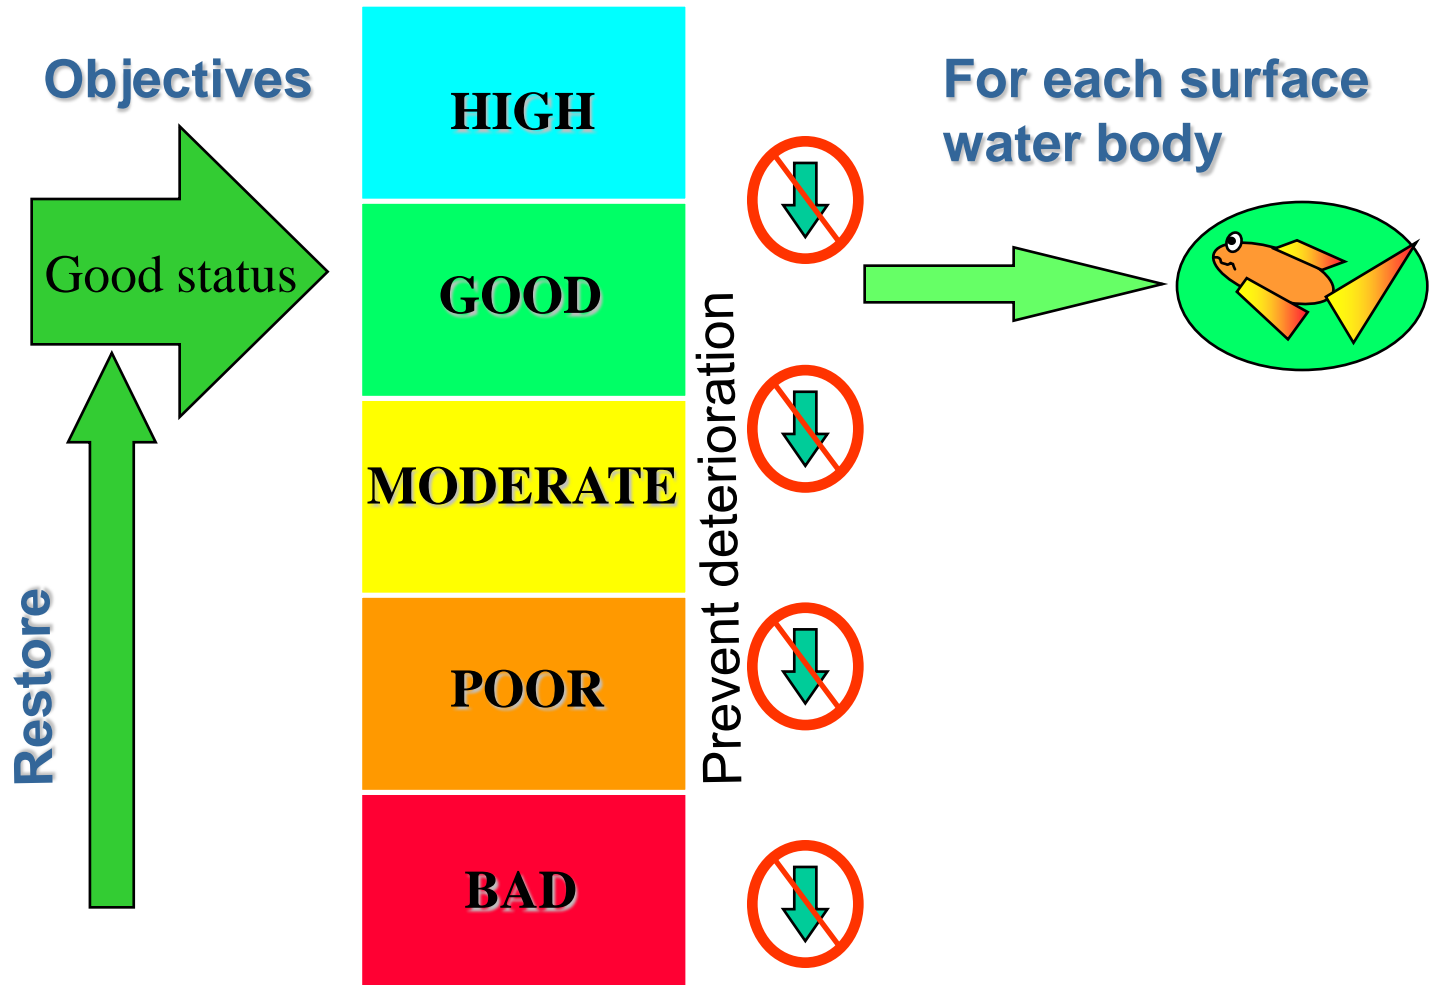 Objectives
Good status
Restore
HIGH
GOOD
MODERATE
POOR
BAD
Prevent deterioration
For each surface
water body